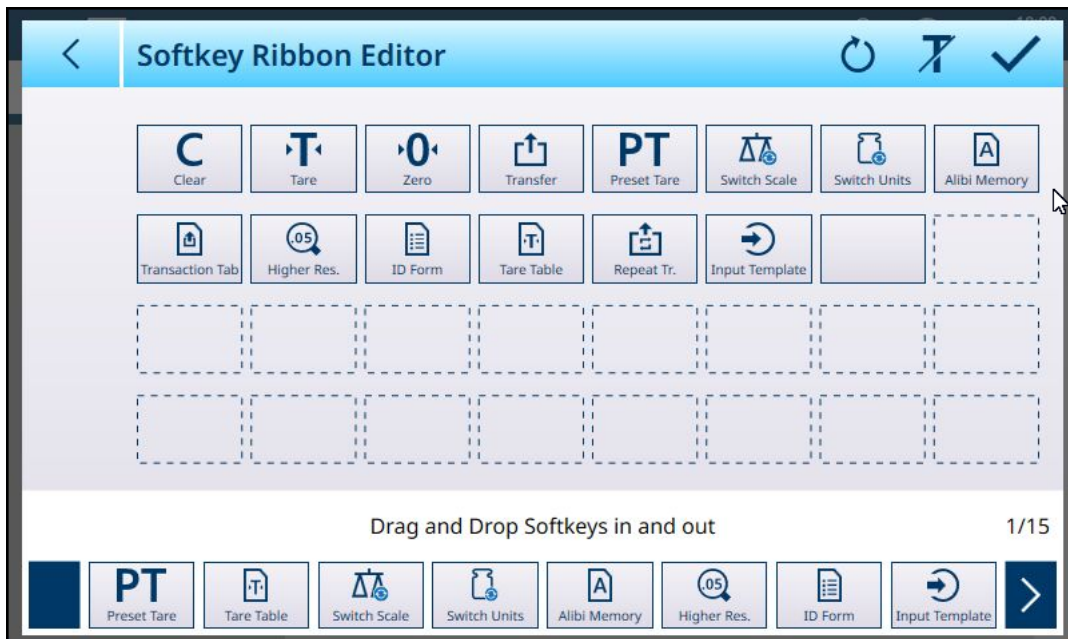 Softkey Ribbon Editor
C
T
0
PT
A
Clear
Tare
Zero
Transfer
Preset Tare
Switch Scale
Switch Units
Alibi Memory
.05
T
Transaction Tab
Higher Res.
ID Form
Tare Table
Repeat Tr.
Input Template
Drag and Drop Softkeys in and out
1/15
PT
T
A
.05
Preset Tare
Tare Table
Switch Scale
Switch Units
Alibi Memory
Higher Res.
ID Form
Input Template